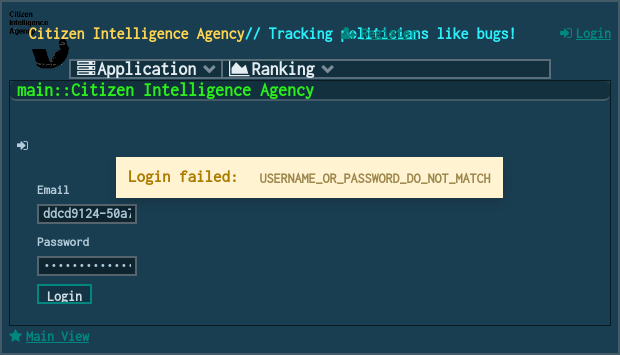 Citizen
Intelligence
Agency
Citizen Intelligence Agency// Tracking politicians like bugs!
Register
Login
Application
Ranking
main::Citizen Intelligence Agency
Login failed: USERNAME_OR_PASSWORD_DO_NOT_MATCH
Email
ddcd9124-50a7
Password
Login
Main View